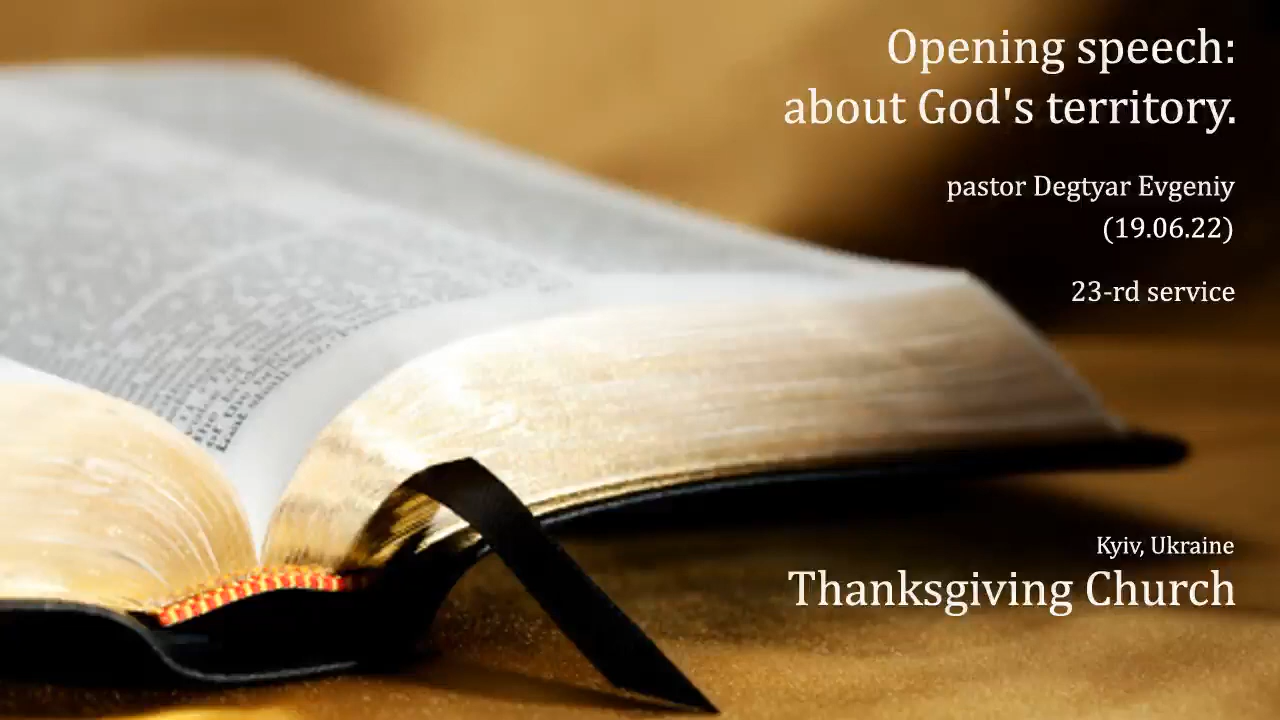 Opening speech:
about God's territory.
pastor Degtyar Evgeniy
(19.06.22)
23-rd service
Kyiv, Ukraine
Thanksgiving Church